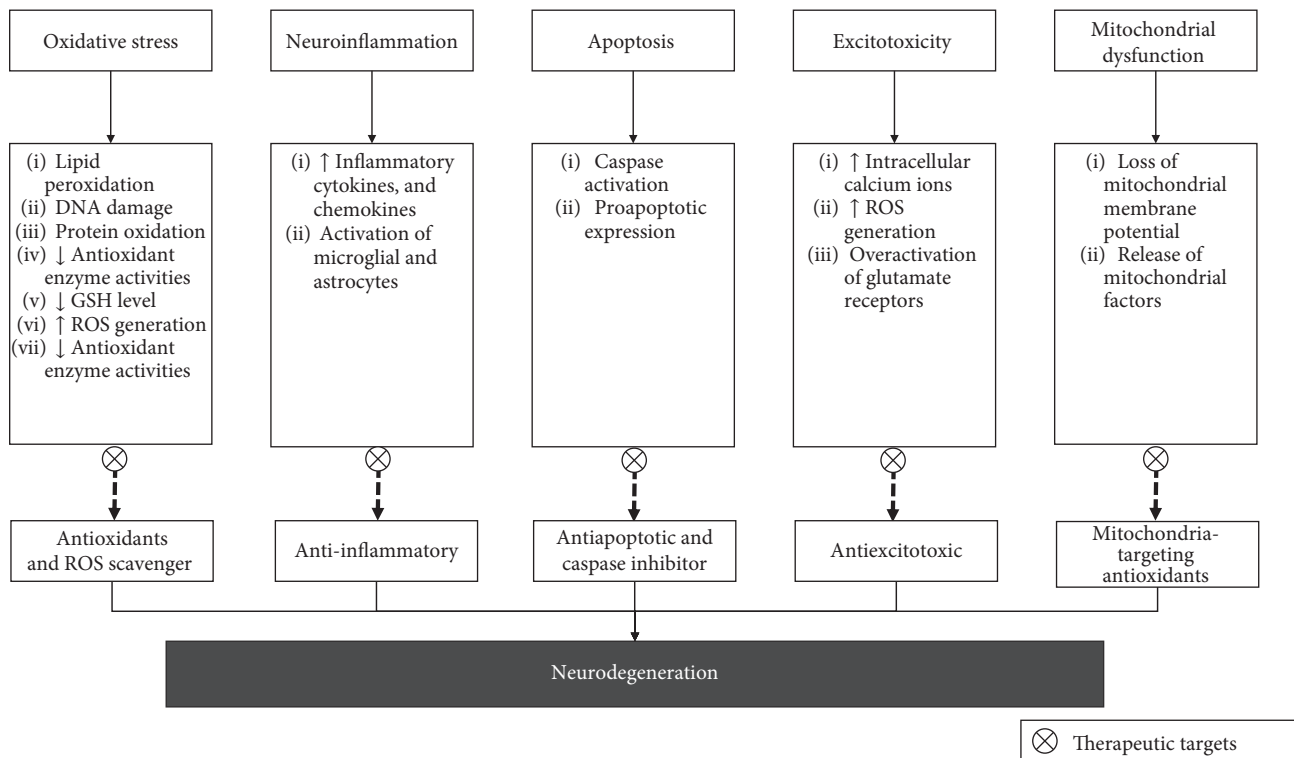 Oxidative stress
Neuroinflammation
Apoptosis
Excitotoxicity
Mitochondrial
dysfunction
(i) Lipid
peroxidation
(ii) DNA damage
(iii) Protein oxidation
(iv) ↓ Antioxidant
enzyme activities
(v) ↓ GSH level
(vi) ↑ ROS generation
(vii) ↓ Antioxidant
enzyme activities
(i) ↑ Inflammatory
cytokines, and
chemokines
(ii) Activation of
microglial and
astrocytes
(i) Caspase
activation
(ii) Proapoptotic
expression
(i) ↑ Intracellular
calcium ions
(ii) ↑ ROS
generation
(iii) Overactivation
of glutamate
receptors
(i) Loss of
mitochondrial
membrane
potential
(ii) Release of
mitochondrial
factors
Antioxidants
and ROS scavenger
Anti-inflammatory
Antiapoptotic and
caspase inhibitor
Antiexcitotoxic
Mitochondria-
targeting
antioxidants
Neurodegeneration
Therapeutic targets